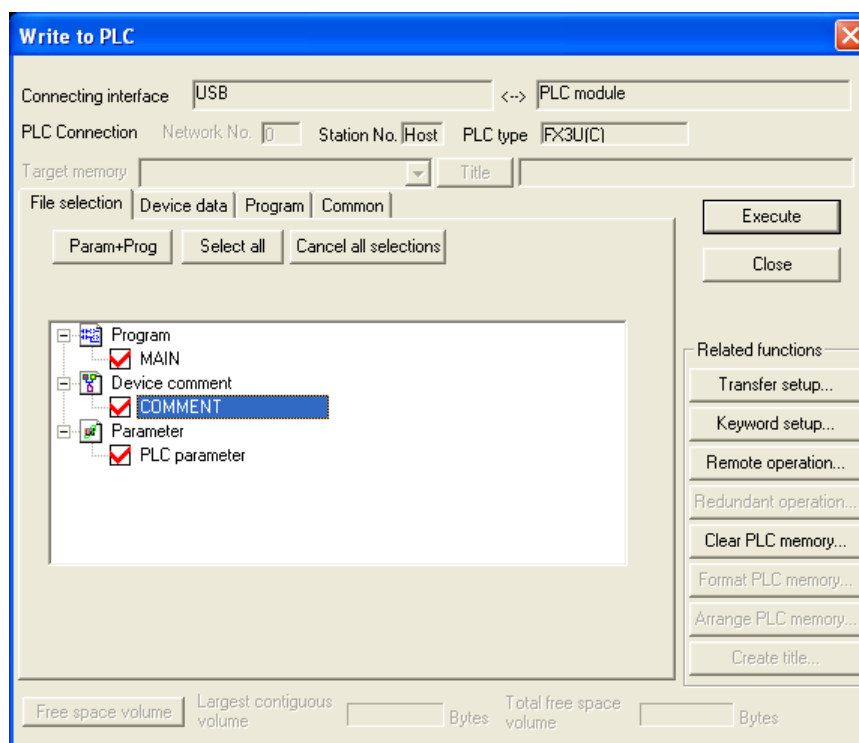 Write to PLC
Connecting interface USB <--> PLC module
PLC Connection Network No. 0 Station No. Host PLC type FX3U(C)
Target memory Title
File selection Device data Program Common
Execute
Param+Prog Select all Cancel all selections
Close
Program
MAIN
Device comment
COMMENT
Parameter
PLC parameter
Related functions
Transfer setup...
Keyword setup...
Remote operation...
Redundant operation...
Clear PLC memory...
Format PLC memory...
Arrange PLC memory...
Create title...
Free space volume Largest contiguous volume Bytes Total free space volume Bytes